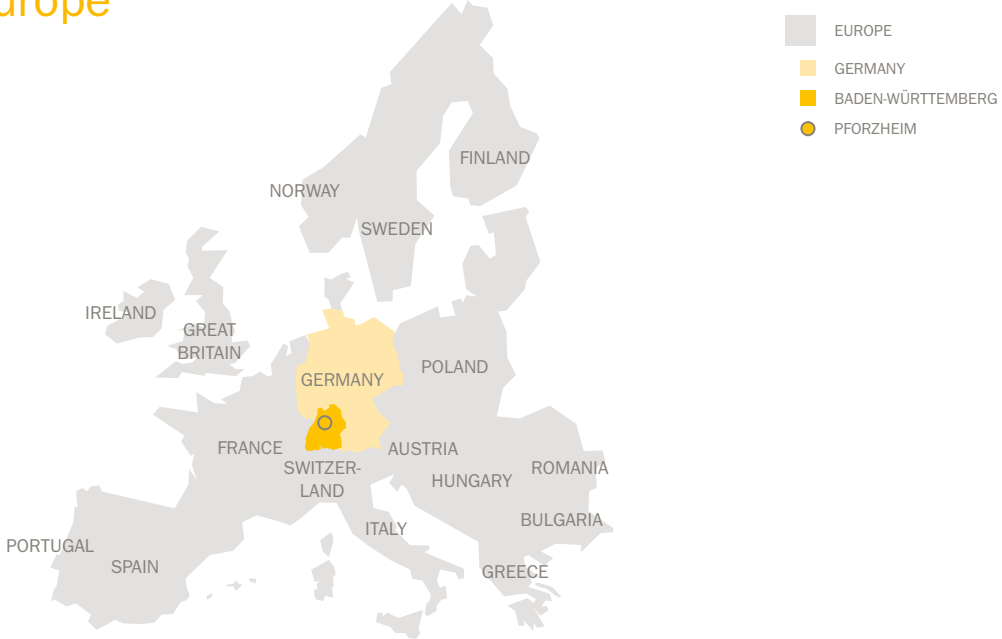 urope
EUROPE
GERMANY
BADEN-WÜRTTEMBERG
PFORZHEIM
FINLAND
NORWAY
SWEDEN
IRELAND
GREAT
BRITAIN
POLAND
GERMANY
FRANCE
AUSTRIA
SWITZER-
LAND
HUNGARY
ROMANIA
BULGARIA
ITALY
PORTUGAL
SPAIN
GREECE